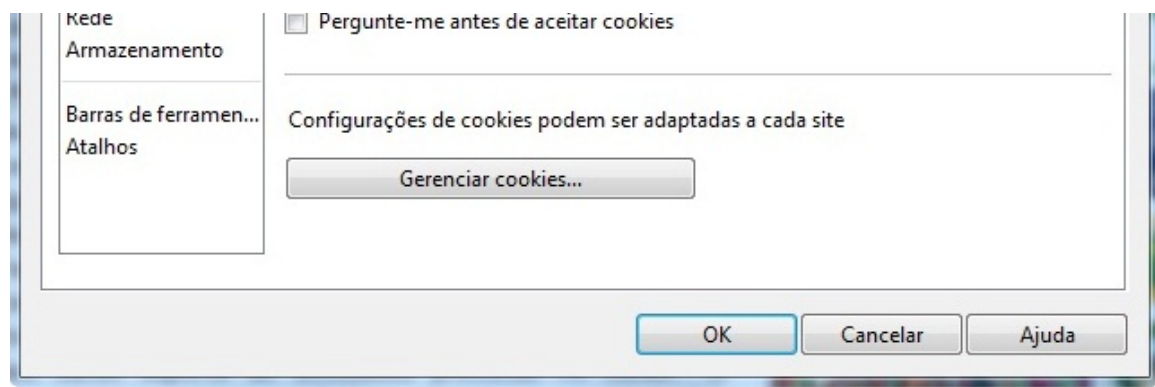 Rede
Pergunte-me antes de aceitar cookies
Armazenamento
Barras de ferramen...
Configurações de cookies podem ser adaptadas a cada site
Atalhos
Gerenciar cookies...
OK
Cancelar
Ajuda